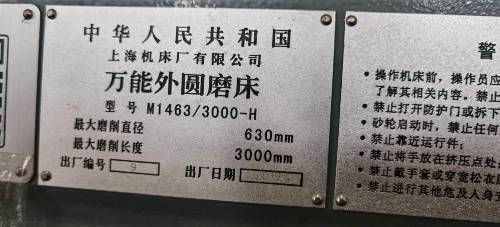 中华人民共和国
上海机床厂有限公司
万能外圆磨床
型号 M1463/3000-H
最大磨削直径 630mm
最大磨削长度 3000mm
出厂编号 9 出厂日期
警
操作机床前，操作员应
了解其相关内容。禁止
禁止打开防护门或拆下
砂轮启动时，禁止任何
禁止靠近运行件；
禁止将手放在挤压点处
禁止戴手套或穿宽松衣
禁止进行其他危及人身